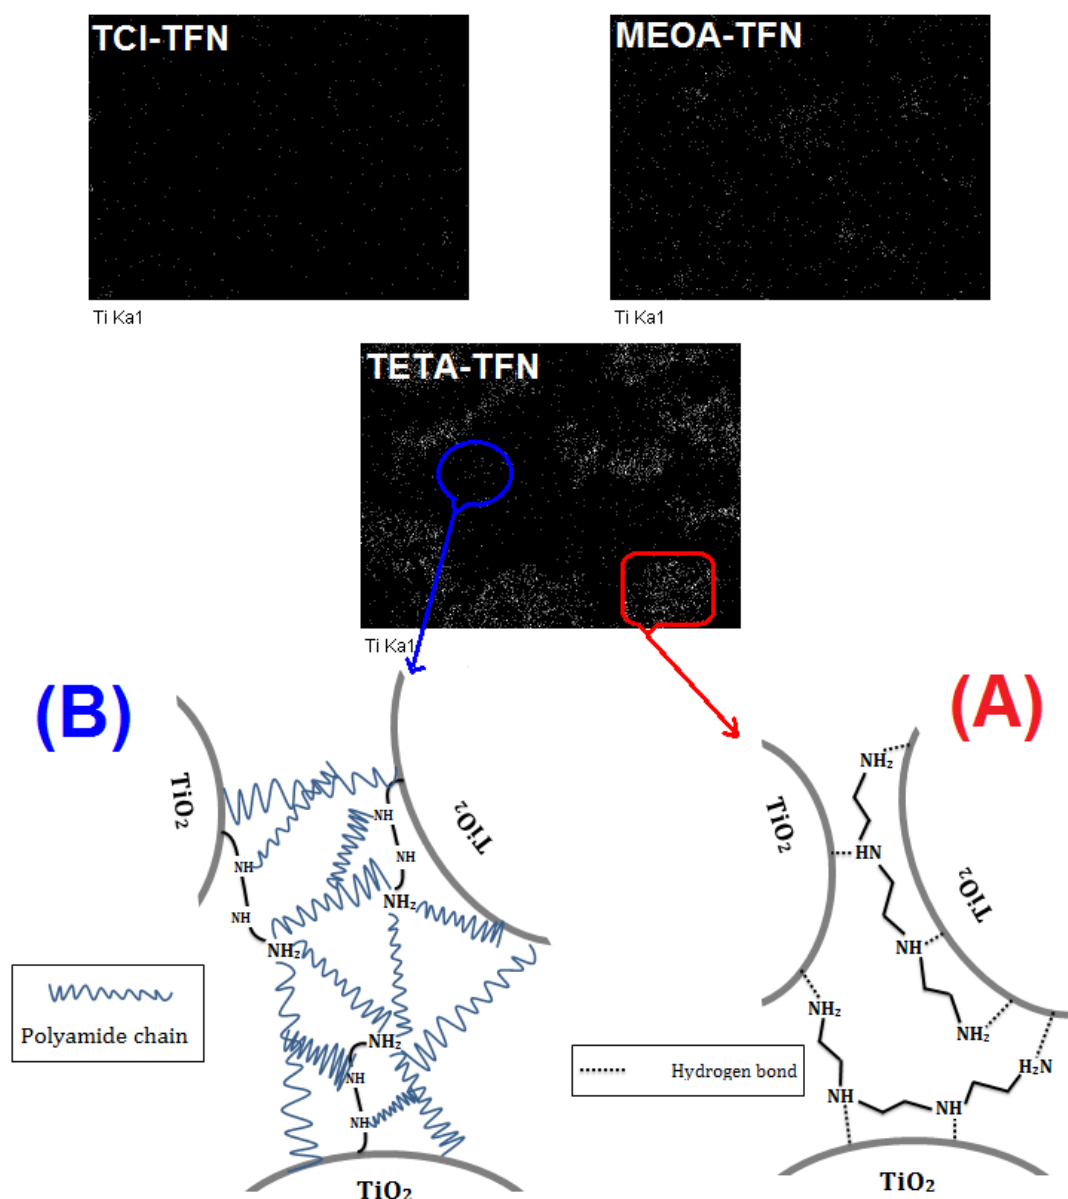 TCI-TFN
MEOA-TFN
Ti Ka1
Ti Ka1
TETA-TFN
Ti Ka1
(B)
(A)
TiO₂
TiO₂
NH
NH
NH
NH
NH₂
NH₂
NH₂
NH
NH
TiO₂
Polyamide chain
NH₂
TiO₂
HN
TiO₂
NH
NH₂
NH₂
H₂N
NH
NH
TiO₂
Hydrogen bond